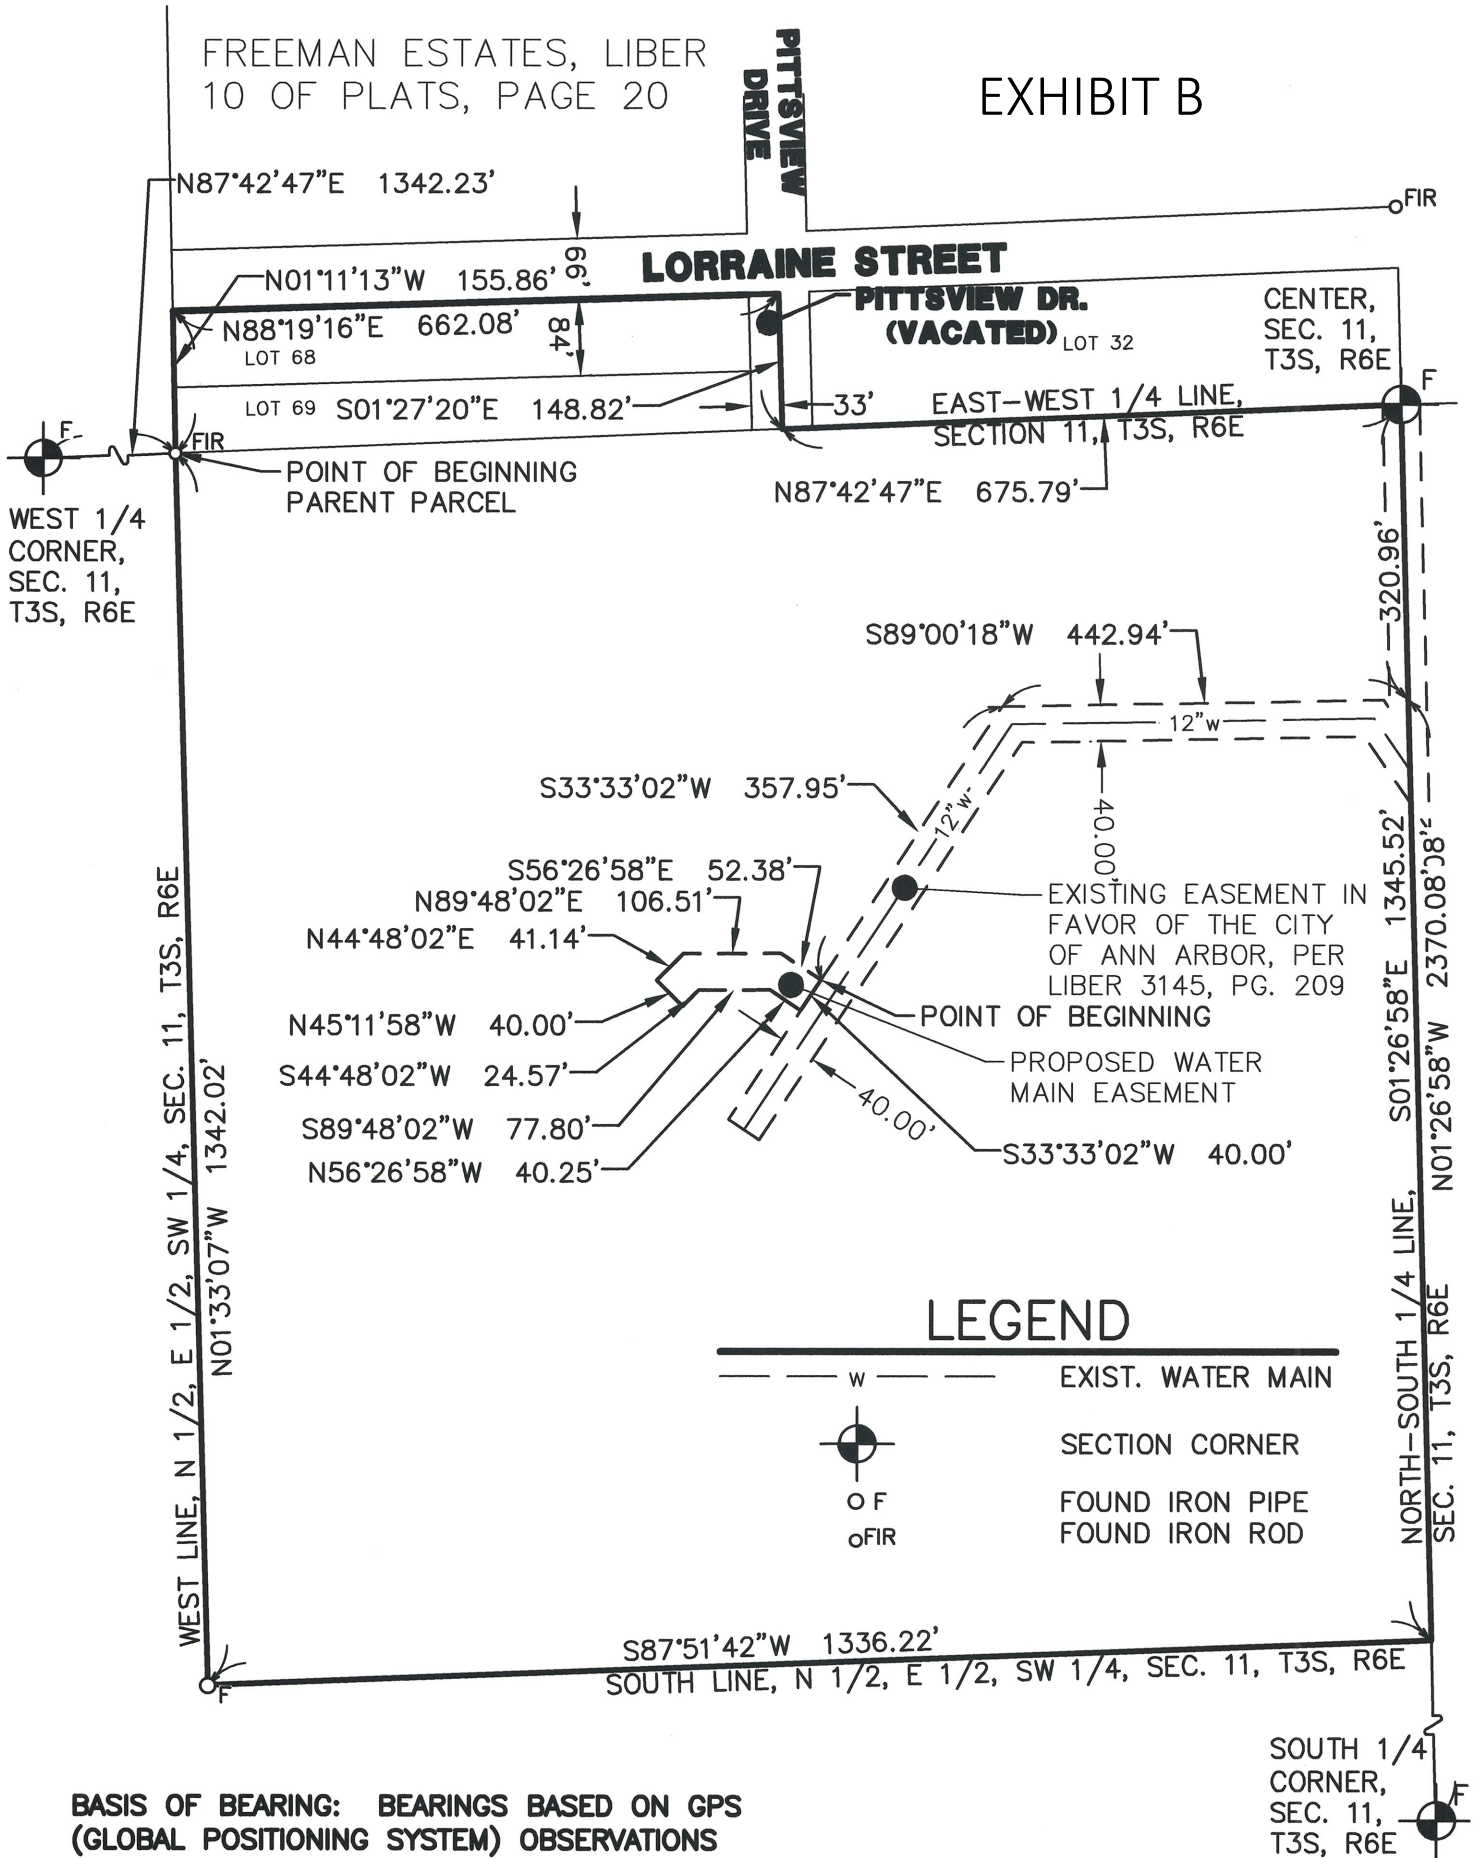 FREEMAN ESTATES, LIBER
10 OF PLATS, PAGE 20
PITTSVIEW
DRIVE
EXHIBIT B
N87°42'47"E 1342.23'
FIR
66'
LORRAINE STREET
N01°11'13"W 155.86'
PITTSVIEW DR.
(VACATED)
LOT 32
CENTER,
SEC. 11,
T3S, R6E
N88°19'16"E 662.08'
84'
LOT 68
F
LOT 69
S01°27'20"E 148.82'
33'
EAST-WEST 1/4 LINE,
SECTION 11, T3S, R6E
F
FIR
POINT OF BEGINNING
PARENT PARCEL
N87°42'47"E 675.79'
WEST 1/4
CORNER,
SEC. 11,
T3S, R6E
320.96'
S89°00'18"W 442.94'
12"W
S33°33'02"W 357.95'
12"W
40.00'
S56°26'58"E 52.38'
N89°48'02"E 106.51'
N44°48'02"E 41.14'
EXISTING EASEMENT IN
FAVOR OF THE CITY
OF ANN ARBOR, PER
LIBER 3145, PG. 209
POINT OF BEGINNING
N45°11'58"W 40.00'
PROPOSED WATER
MAIN EASEMENT
S44°48'02"W 24.57'
S89°48'02"W 77.80'
40.00'
S33°33'02"W 40.00'
N56°26'58"W 40.25'
WEST LINE, N 1/2, E 1/2, SW 1/4, SEC. 11, T3S, R6E
N01°33'07"W 1342.02'
S01°26'58"E 1345.52'
N01°26'58"W 2370.08'
NORTH-SOUTH 1/4 LINE,
SEC. 11, T3S, R6E
LEGEND
W EXIST. WATER MAIN
SECTION CORNER
F FOUND IRON PIPE
FIR FOUND IRON ROD
S87°51'42"W 1336.22'
SOUTH LINE, N 1/2, E 1/2, SW 1/4, SEC. 11, T3S, R6E
F
SOUTH 1/4
CORNER,
SEC. 11,
T3S, R6E
F
BASIS OF BEARING: BEARINGS BASED ON GPS
(GLOBAL POSITIONING SYSTEM) OBSERVATIONS